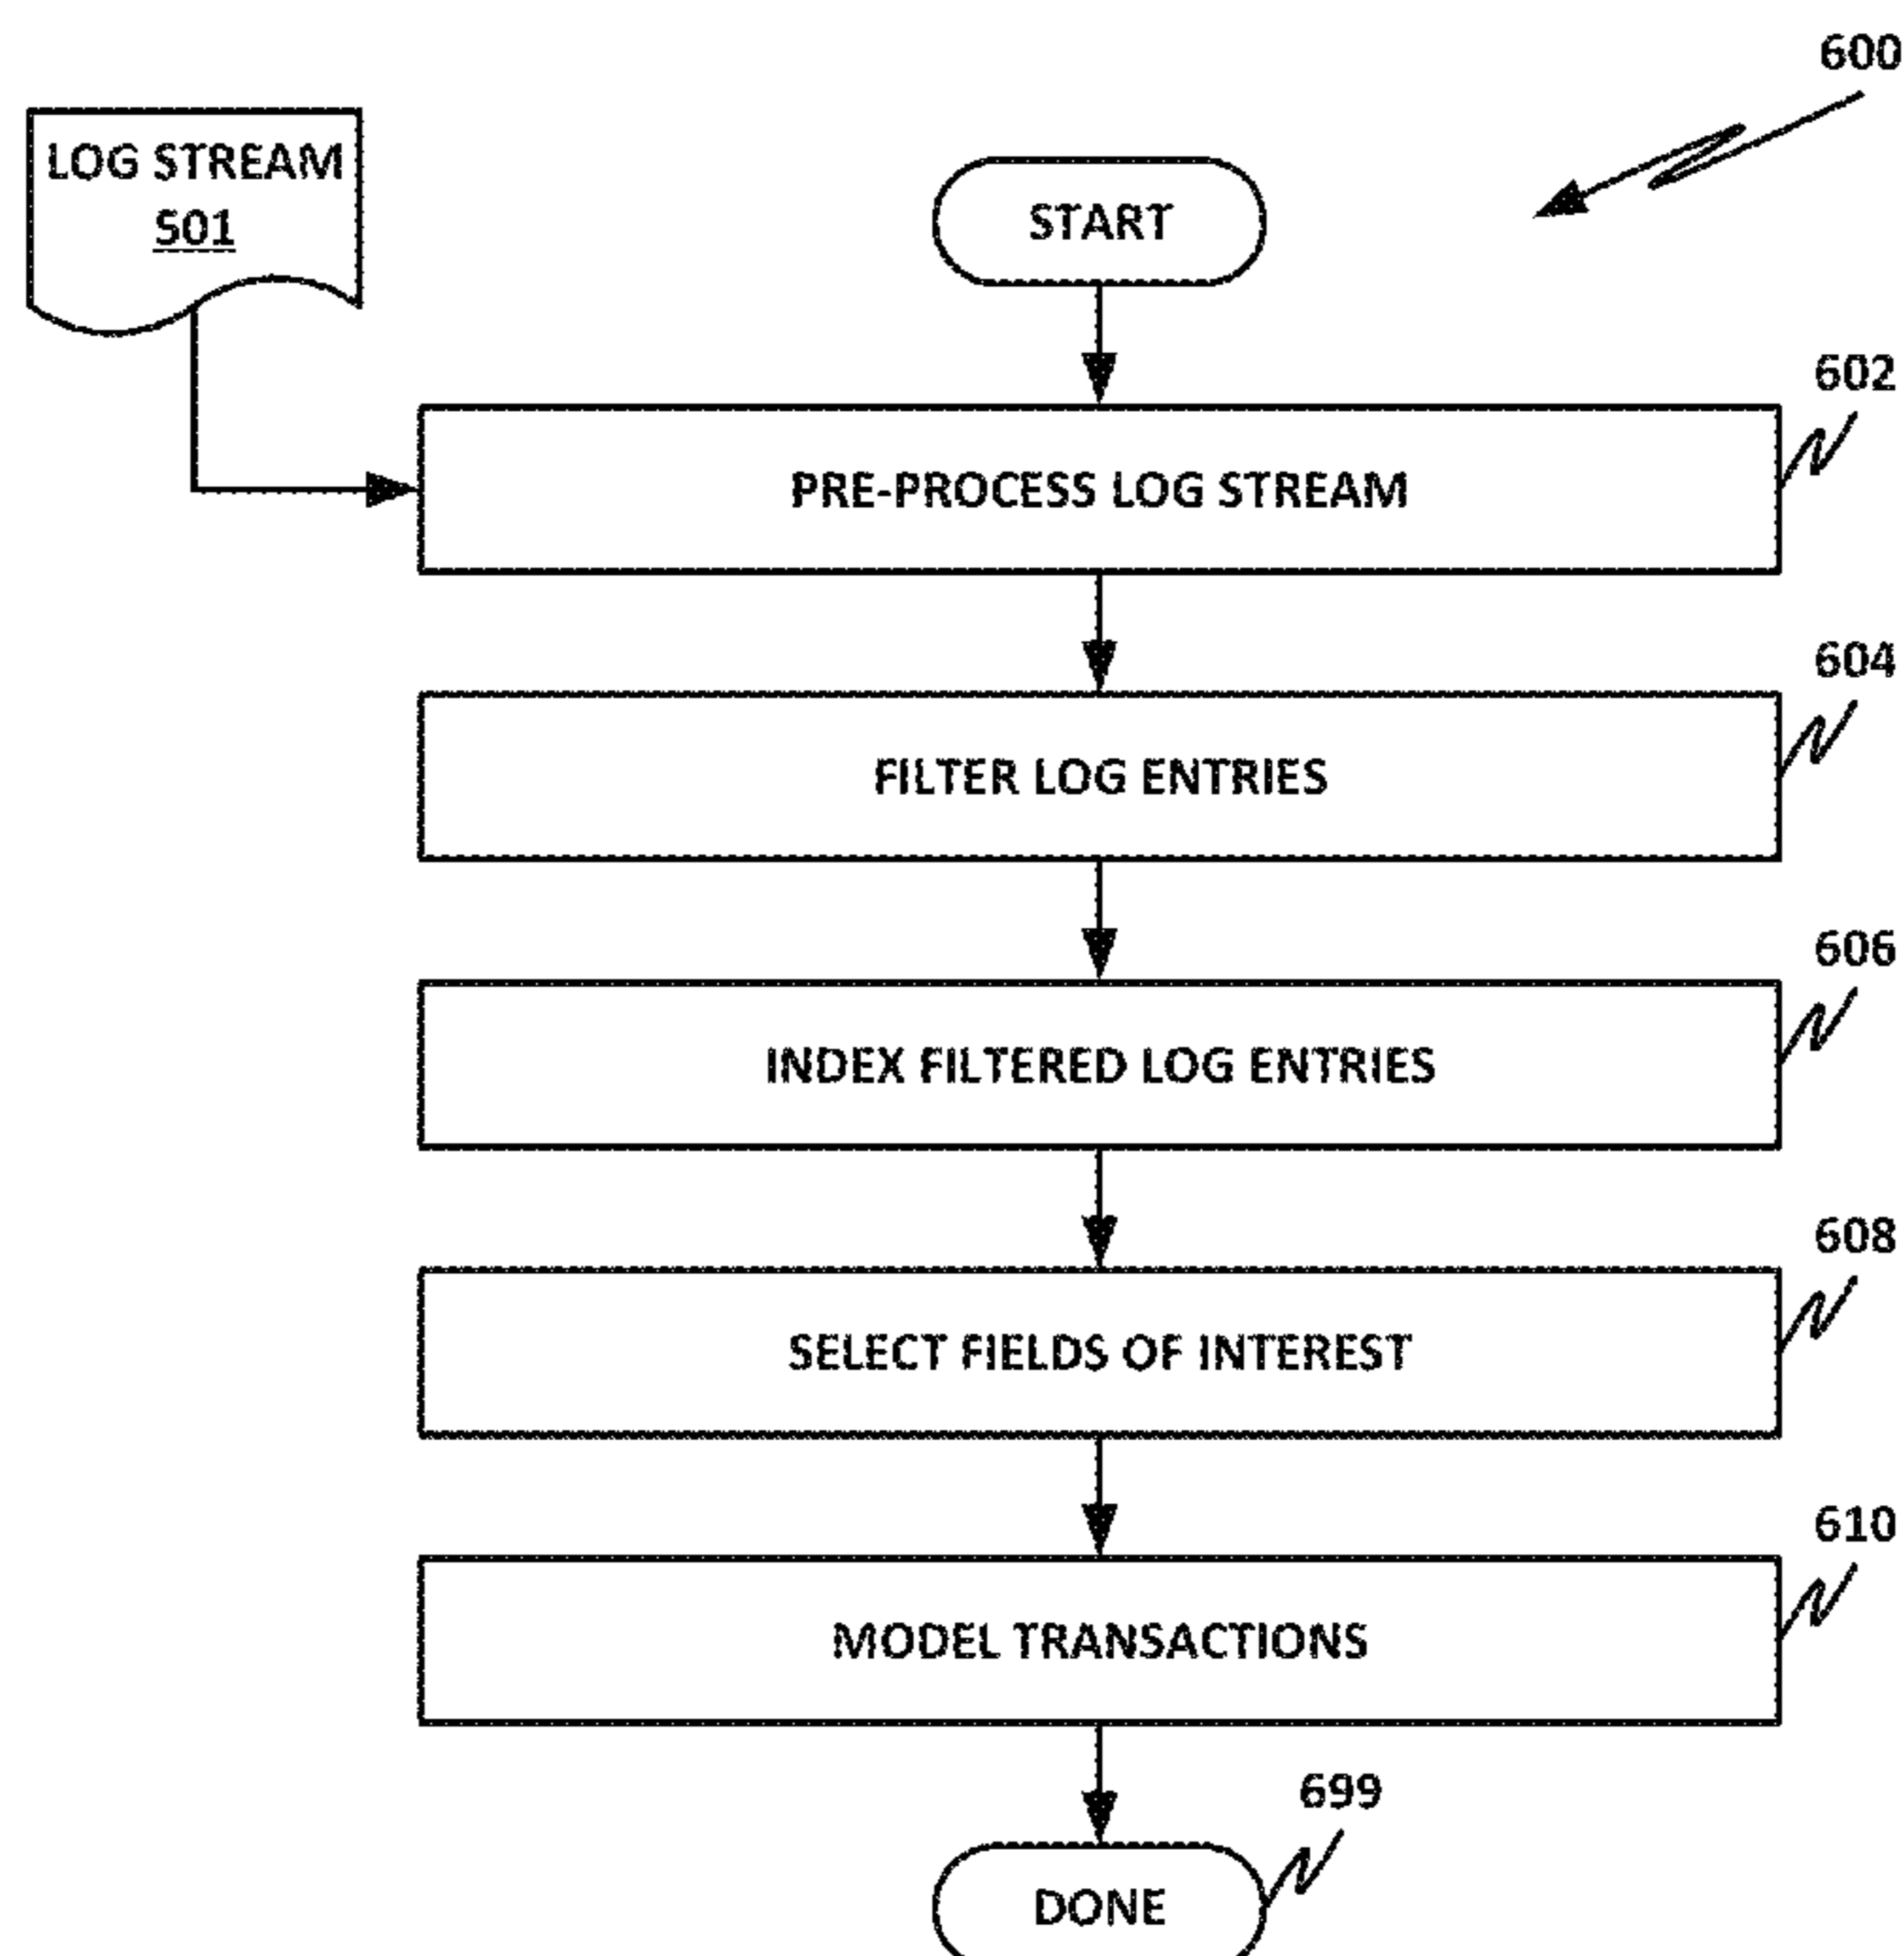 600
LOG STREAM
501
START
602
PRE-PROCESS LOG STREAM
604
FILTER LOG ENTRIES
606
INDEX FILTERED LOG ENTRIES
608
SELECT FIELDS OF INTEREST
610
MODEL TRANSACTIONS
699
DONE